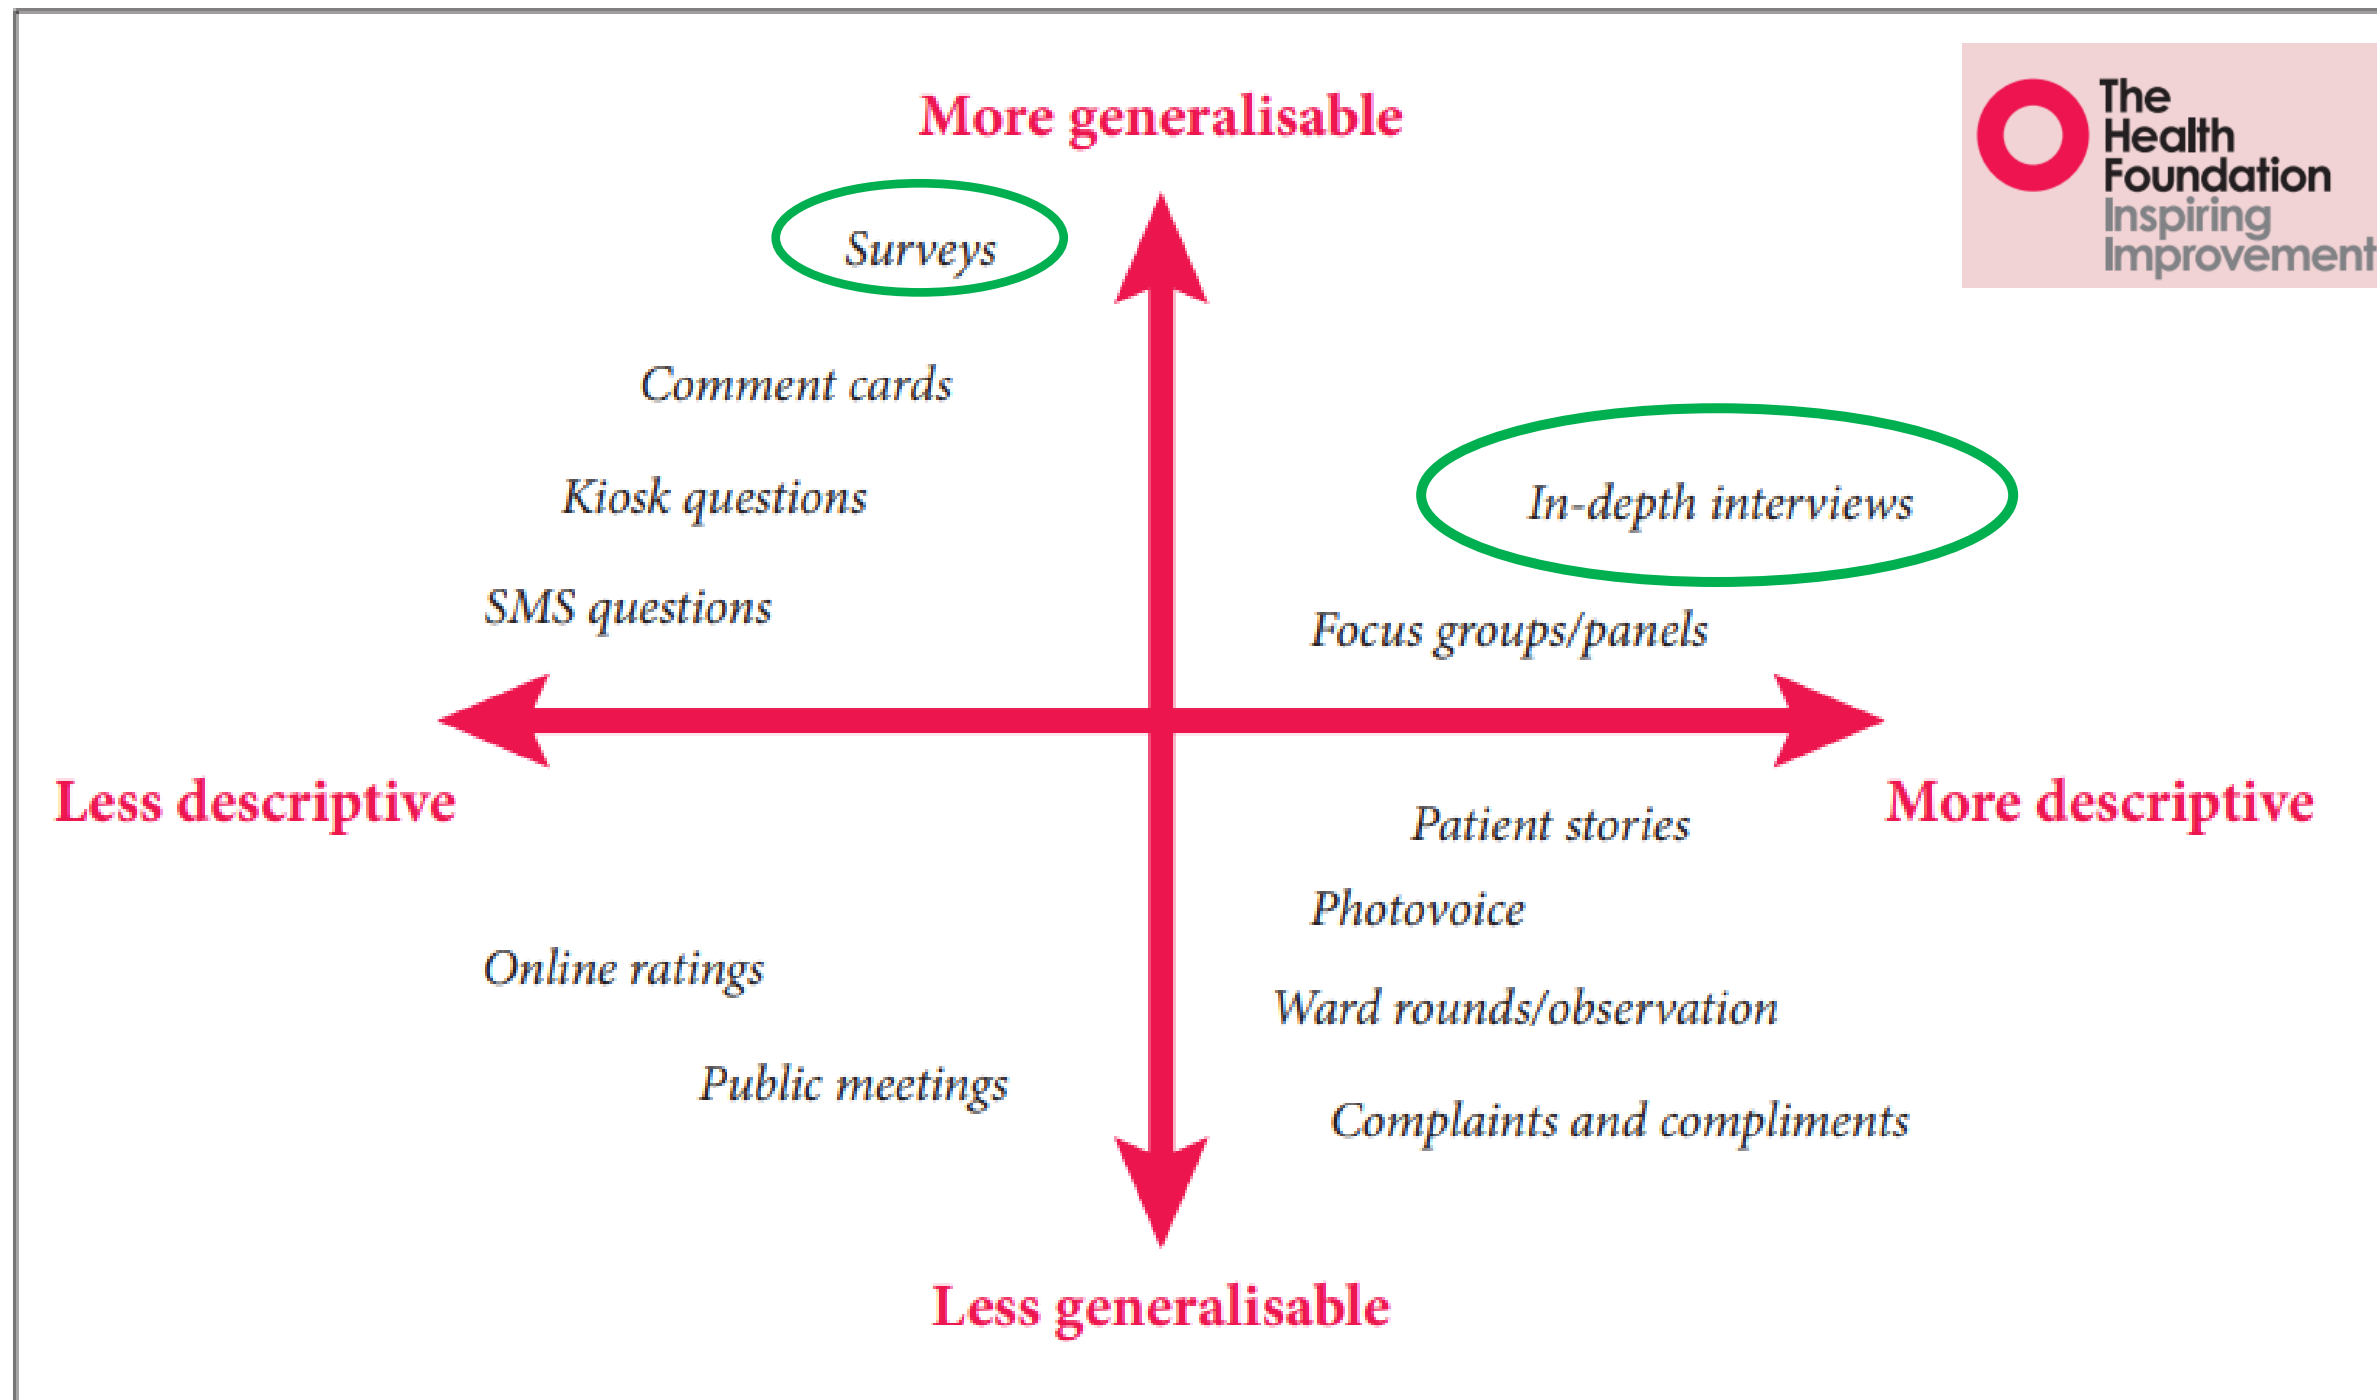 More generalisable
The
Health
Foundation
Inspiring
Improvement
Surveys
Comment cards
Kiosk questions
In-depth interviews
SMS questions
Focus groups/panels
Less descriptive
More descriptive
Patient stories
Photovoice
Online ratings
Ward rounds/observation
Public meetings
Complaints and compliments
Less generalisable